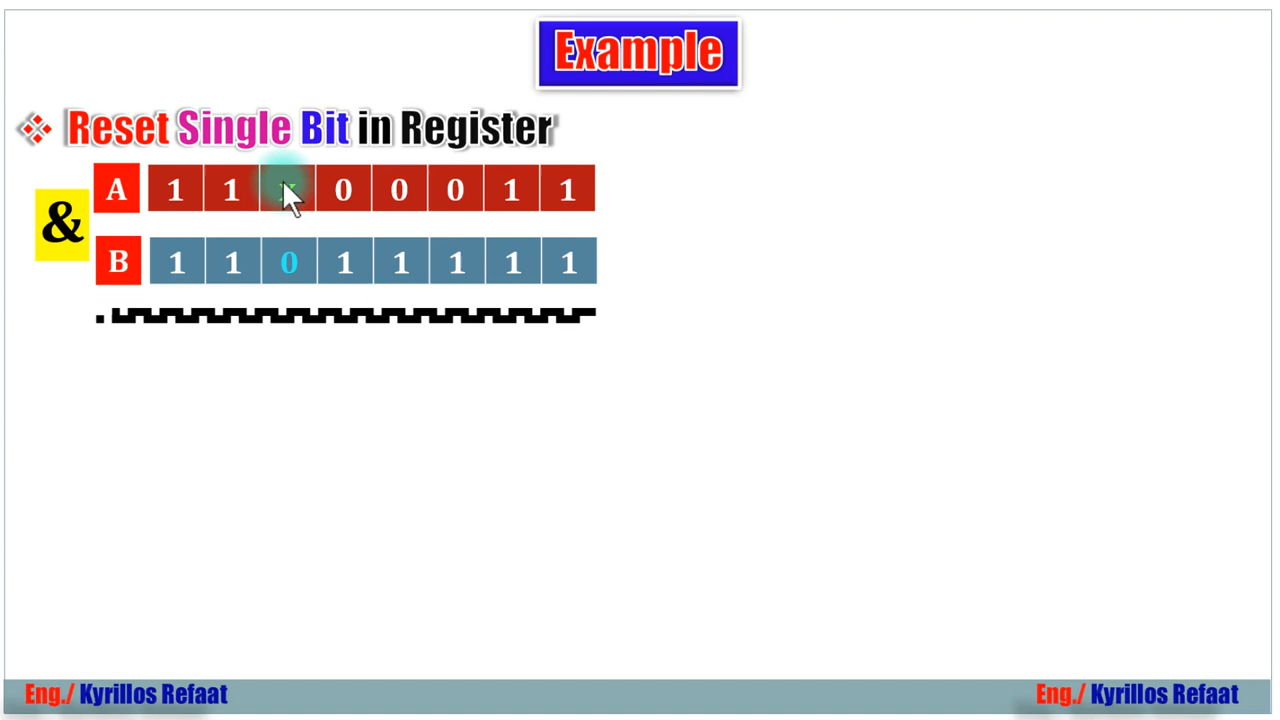 Example
❖ Reset Single Bit in Register
& A 1 1 0 0 0 1 1
B 1 1 0 1 1 1 1 1
Eng./ Kyrillos Refaat Eng./ Kyrillos Refaat